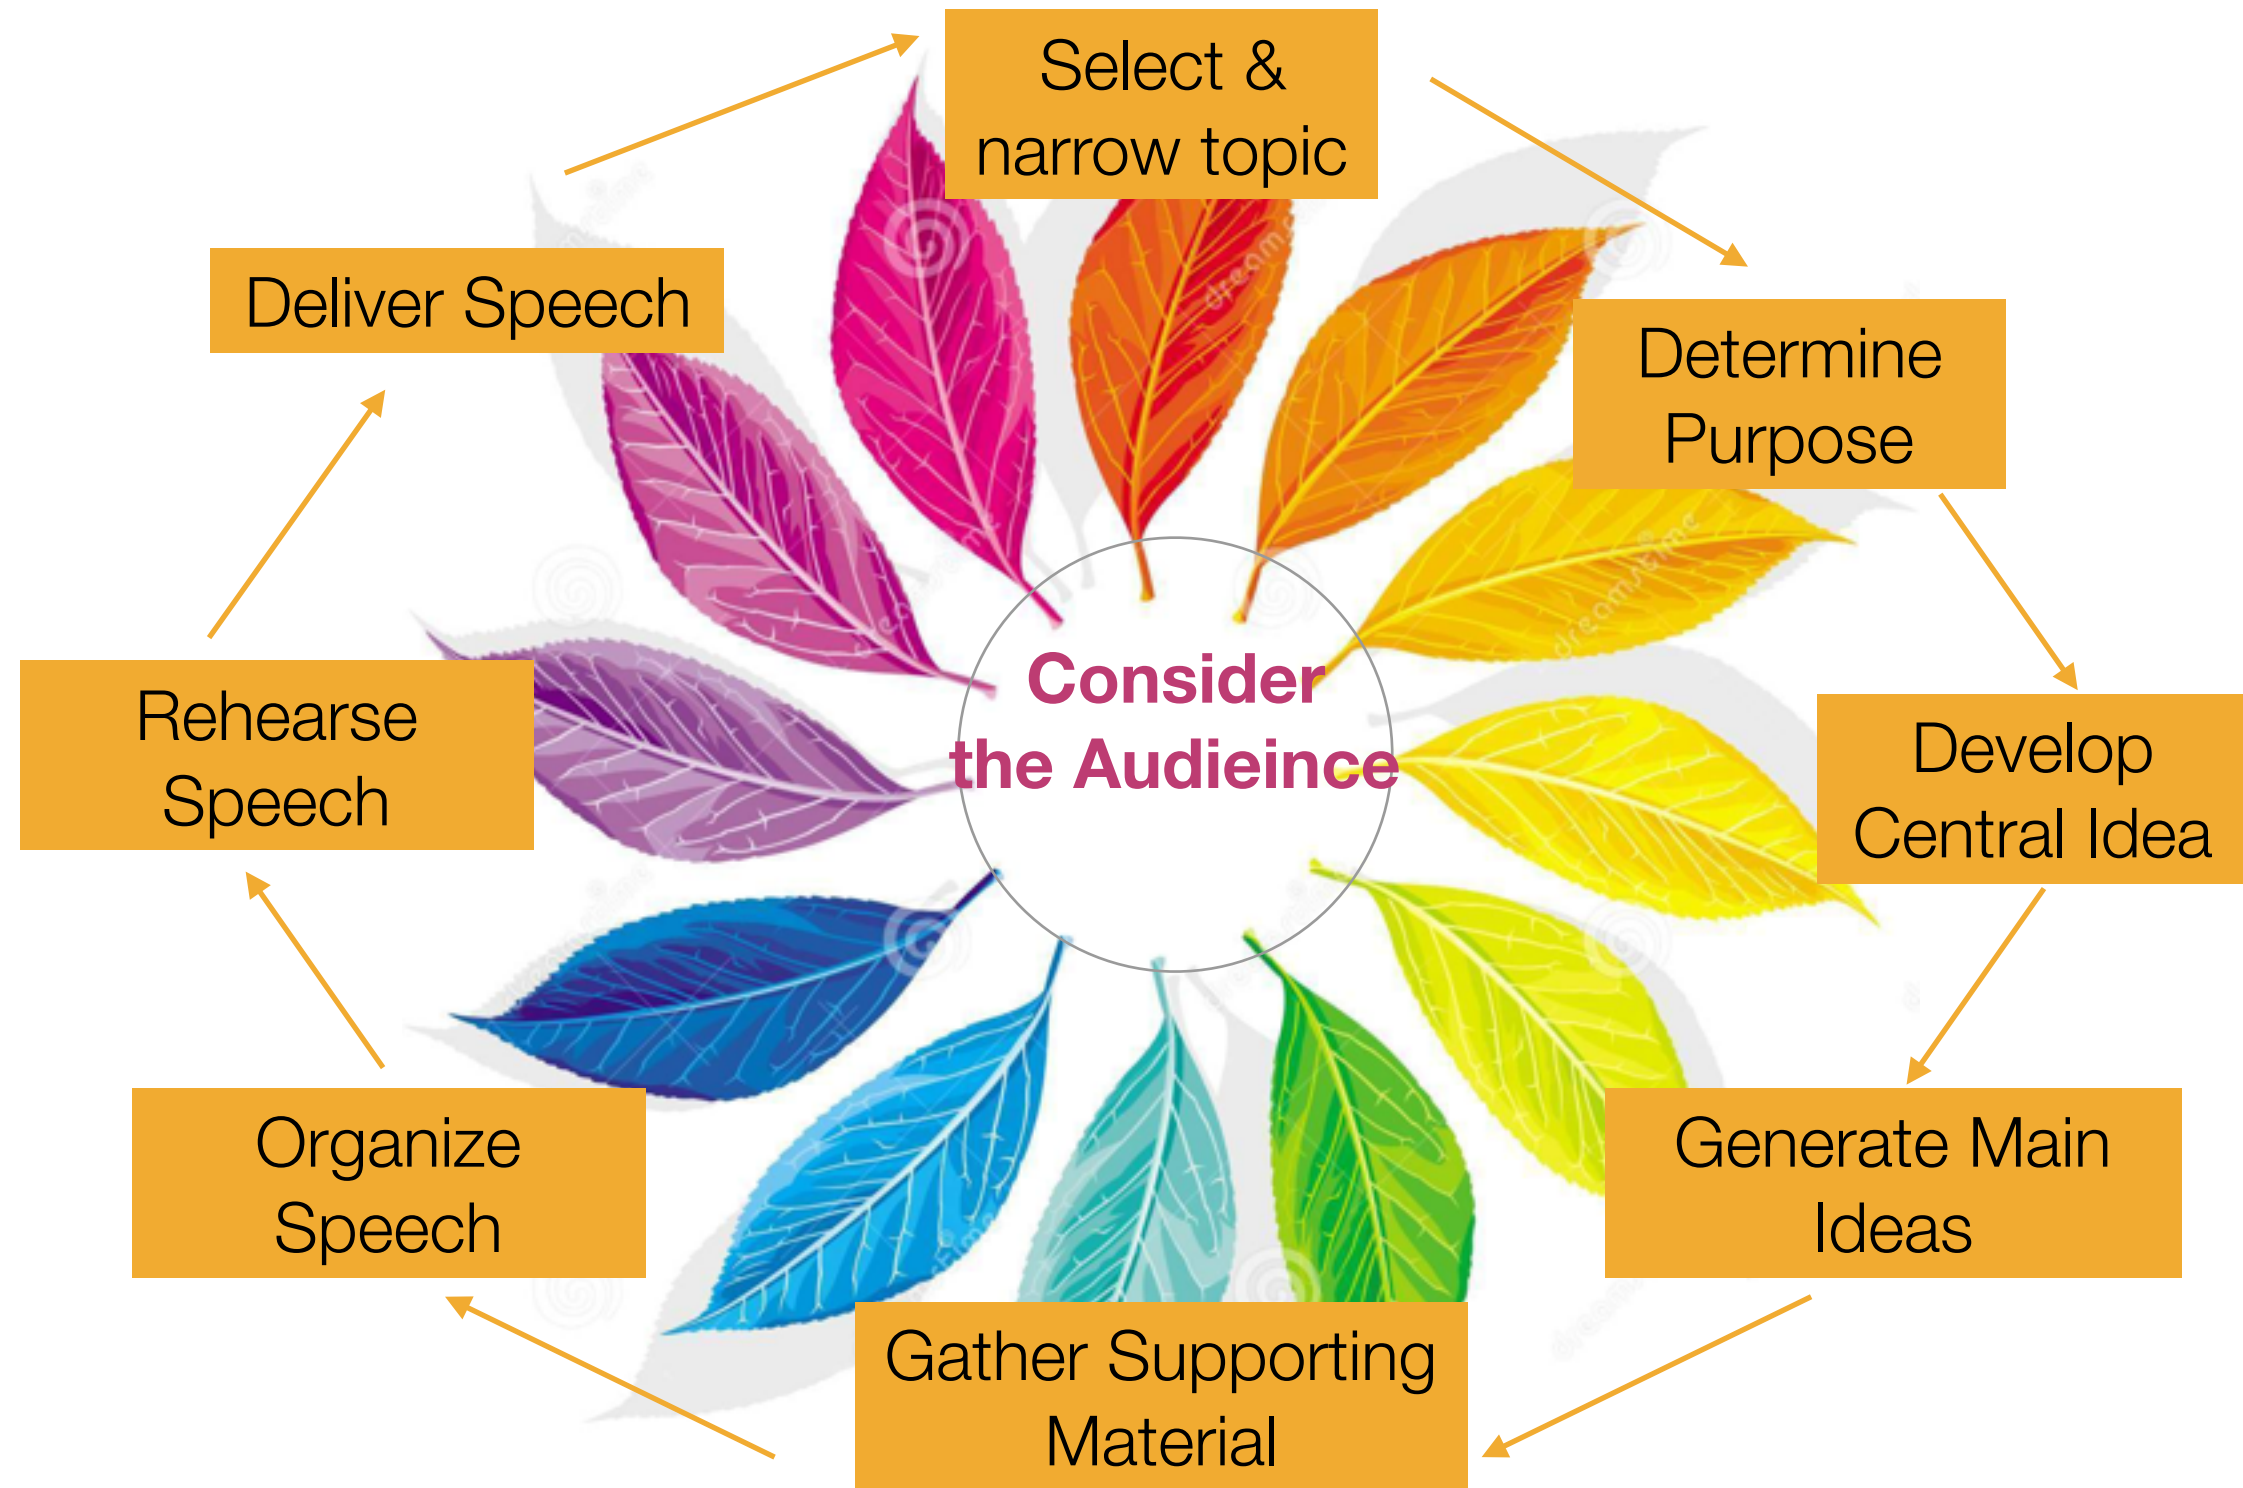 Select &
narrow topic
Determine
Purpose
Develop
Central Idea
Generate Main
Ideas
Gather Supporting
Material
Organize
Speech
Rehearse
Speech
Deliver Speech
Consider
the Audieince
dreamstime